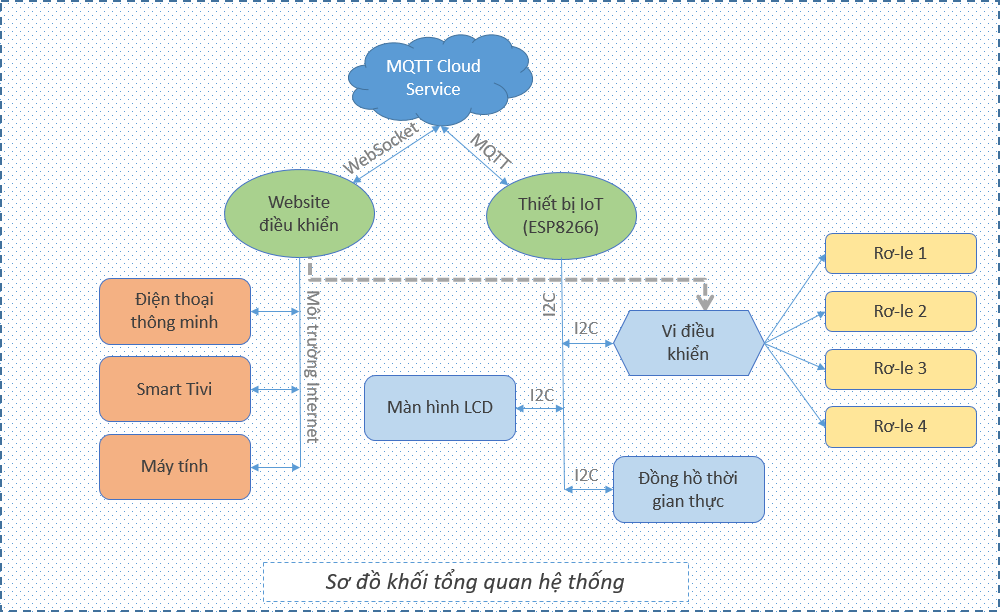 MQTT Cloud
Service
WebSocket
MQTT
Website
điều khiển
Thiết bị IoT
(ESP8266)
Điện thoại
thông minh
Smart Tivi
Máy tính
Môi trường Internet
I2C
I2C
Vi điều
khiển
Rơ-le 1
Rơ-le 2
Rơ-le 3
Rơ-le 4
Màn hình LCD
I2C
I2C
Đồng hồ thời
gian thực
Sơ đồ khối tổng quan hệ thống